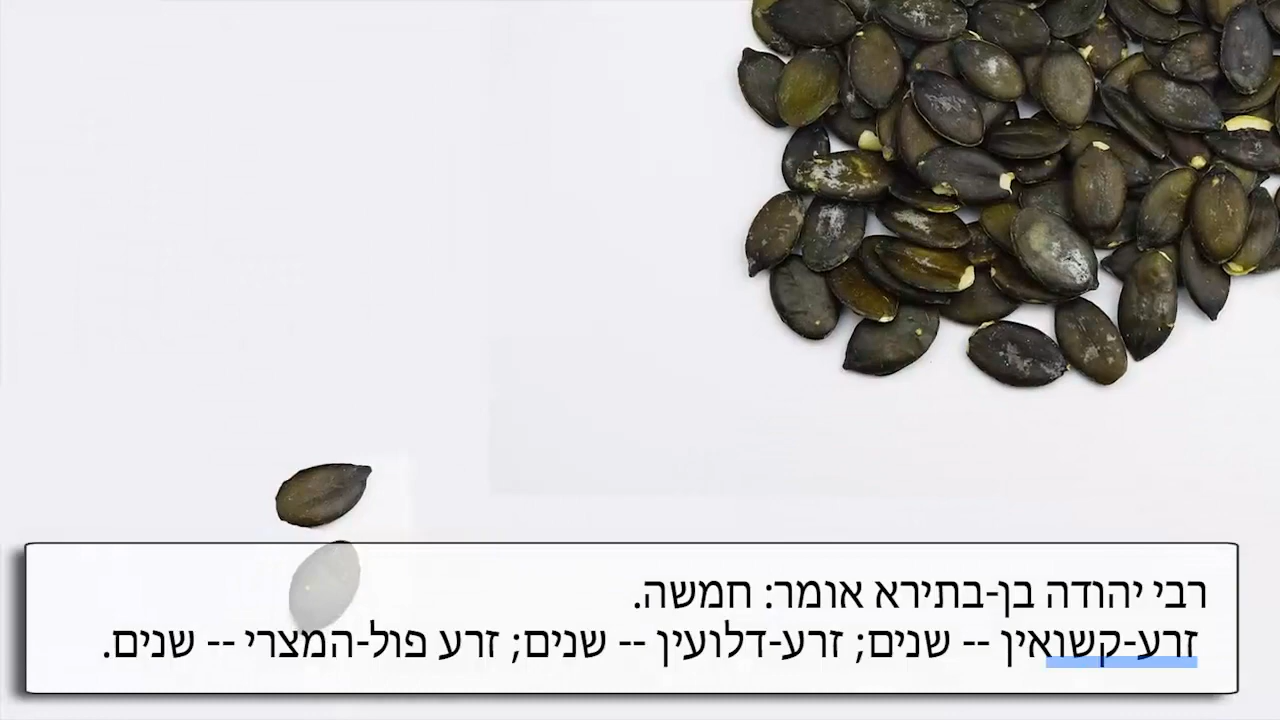 רבי יהודה בן-בתירא אומר: חמשה.
זרע-קשואין -- שנים; זרע-דלועין -- שנים; זרע פול-המצרי -- שנים.